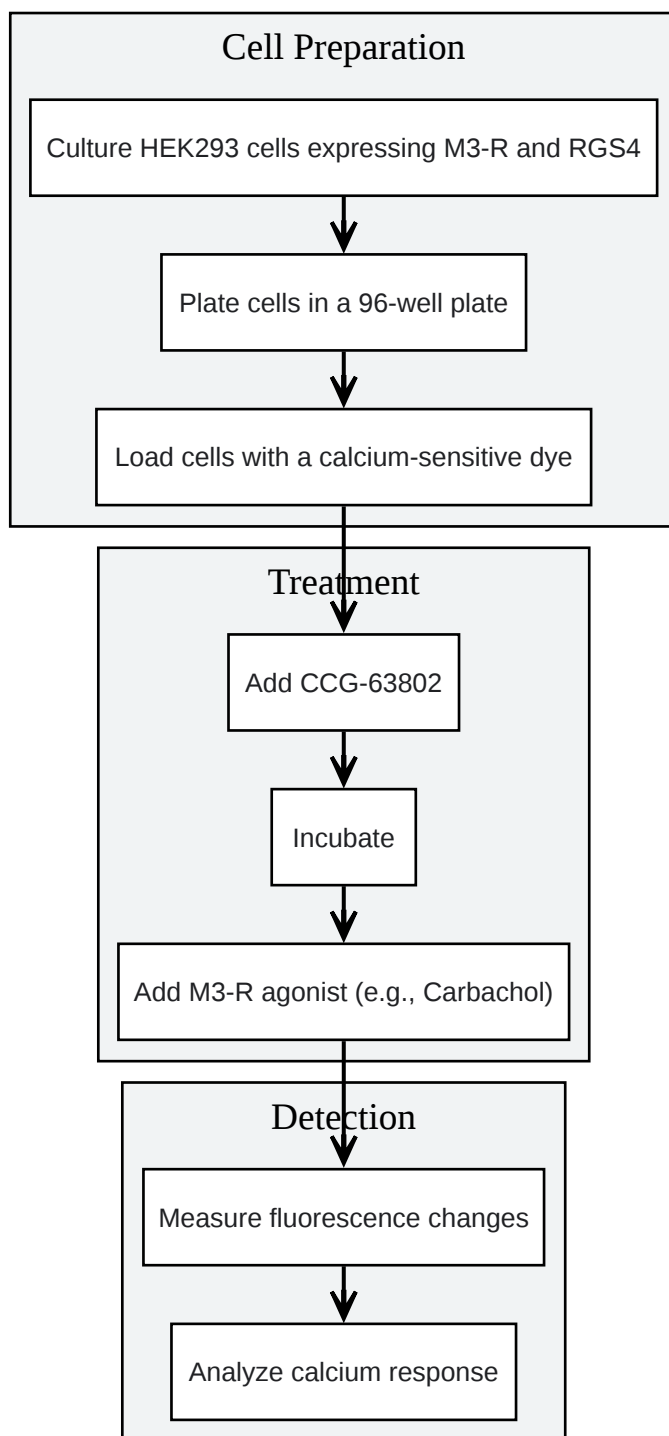 Cell Preparation
Culture HEK293 cells expressing M3-R and RGS4
Plate cells in a 96-well plate
Load cells with a calcium-sensitive dye
Treatment
Add CCG-63802
Incubate
Add M3-R agonist (e.g., Carbachol)
Detection
Measure fluorescence changes
Analyze calcium response